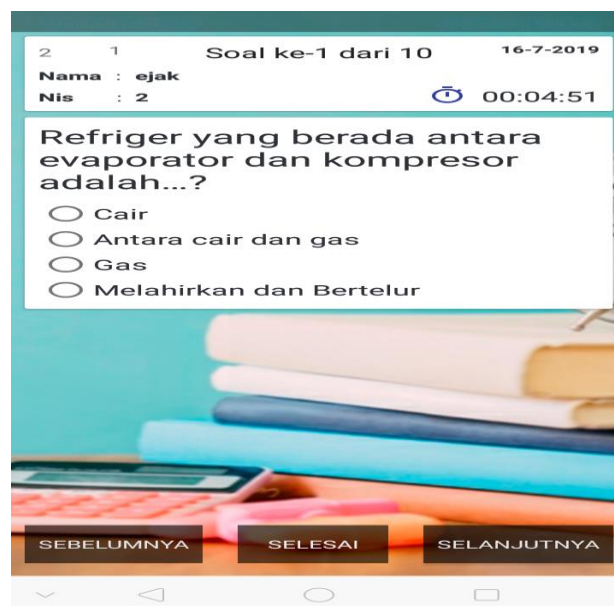 2 1 Soal ke-1 dari 10 16-7-2019
Nama : ejak
Nis : 2 00:04:51
Refriger yang berada antara
evaporator dan kompresor
adalah...?
Cair
Antara cair dan gas
Gas
Melahirkan dan Bertelur
SEBELUMNYA SELESAI SELANJUTNYA